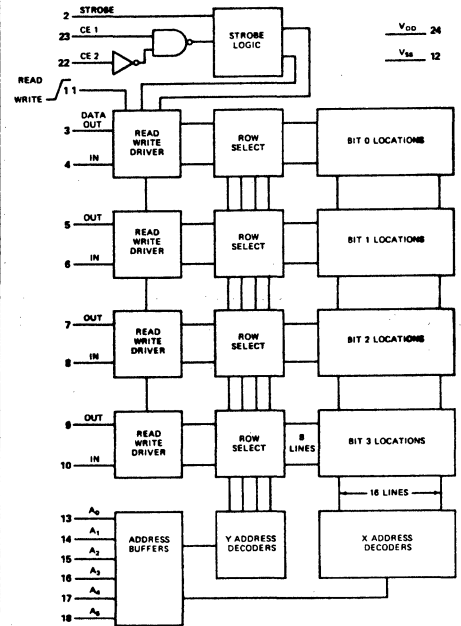 2 STROBE
23 CE 1
22 CE 2
STROBE
LOGIC
VDD 24
VSS 12
READ
WRITE
11
DATA
OUT
3
4 IN
READ
WRITE
DRIVER
ROW
SELECT
BIT 0 LOCATIONS
5 OUT
6 IN
READ
WRITE
DRIVER
ROW
SELECT
BIT 1 LOCATIONS
7 OUT
8 IN
READ
WRITE
DRIVER
ROW
SELECT
BIT 2 LOCATIONS
9 OUT
10 IN
READ
WRITE
DRIVER
ROW
SELECT
8
LINES
BIT 3 LOCATIONS
16 LINES
13 A0
14 A1
15 A2
16 A3
17 A4
18 A5
ADDRESS
BUFFERS
Y ADDRESS
DECODERS
X ADDRESS
DECODERS